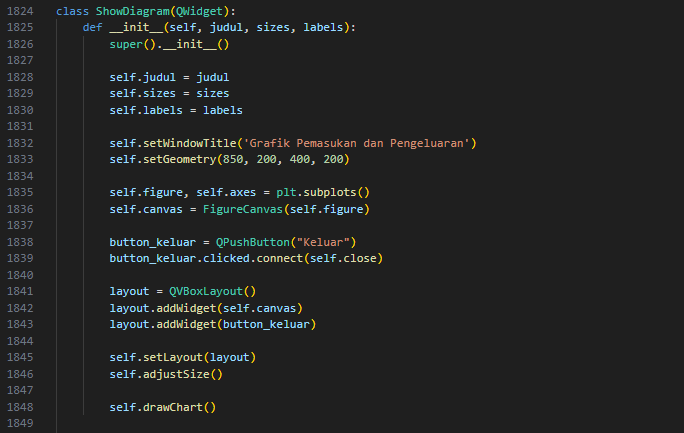 1824 class ShowDiagram(QWidget):
1825     def __init__(self, judul, sizes, labels):
1826         super().__init__()
1827
1828         self.judul = judul
1829         self.sizes = sizes
1830         self.labels = labels
1831
1832         self.setWindowTitle('Grafik Pemasukan dan Pengeluaran')
1833         self.setGeometry(850, 200, 400, 200)
1834
1835         self.figure, self.axes = plt.subplots()
1836         self.canvas = FigureCanvas(self.figure)
1837
1838         button_keluar = QPushButton("Keluar")
1839         button_keluar.clicked.connect(self.close)
1840
1841         layout = QVBoxLayout()
1842         layout.addWidget(self.canvas)
1843         layout.addWidget(button_keluar)
1844
1845         self.setLayout(layout)
1846         self.adjustSize()
1847
1848         self.drawChart()
1849